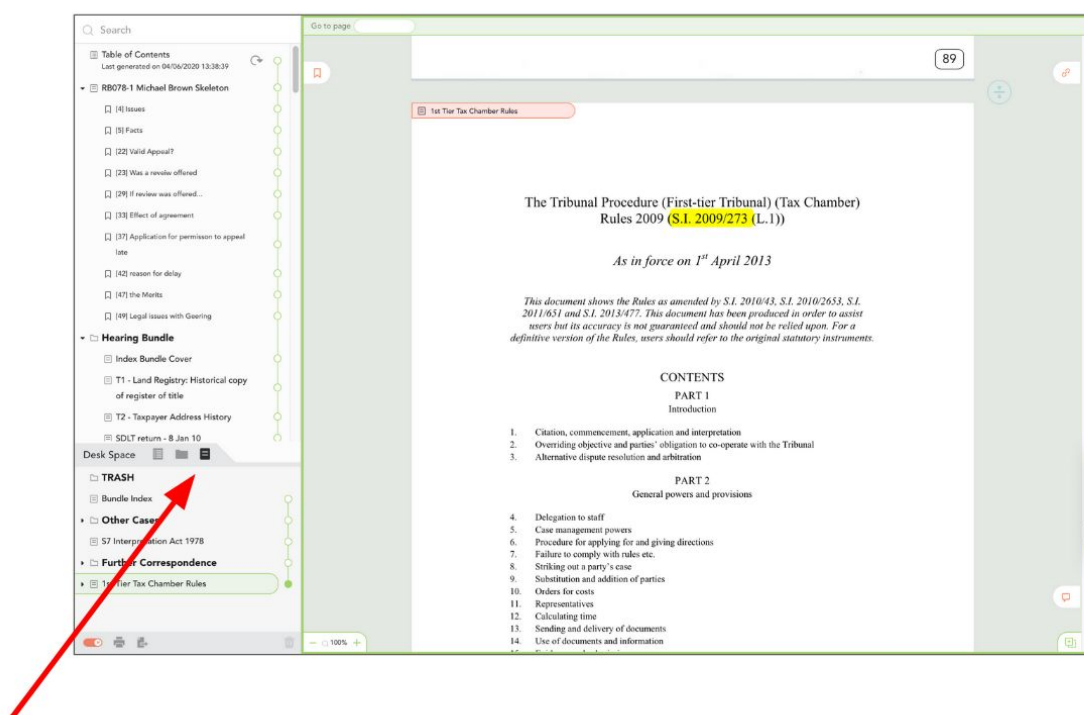 Search
Table of Contents
Last generated on 04/06/2020 13:38:39
RB078-1 Michael Brown Skeleton
[4] Issues
[5] Facts
[22] Valid Appeal?
[23] Was a reveiw offered
[29] If review was offered...
[33] Effect of agreement
[37] Application for permisson to appeal
late
[42] reason for delay
[47] the Merits
[49] Legal issues with Geering
Hearing Bundle
Index Bundle Cover
T1 - Land Registry: Historical copy
of register of title
T2 - Taxpayer Address History
SDLT return - 8 Jan 10
Desk Space
TRASH
Bundle Index
Other Cases
S7 Interpretation Act 1978
Further Correspondence
1st Tier Tax Chamber Rules
Go to page
89
1st Tier Tax Chamber Rules
The Tribunal Procedure (First-tier Tribunal) (Tax Chamber)
Rules 2009 (S.I. 2009/273 (L.1))
As in force on 1st April 2013
This document shows the Rules as amended by S.I. 2010/43, S.I. 2010/2653, S.I.
2011/651 and S.I. 2013/477. This document has been produced in order to assist
users but its accuracy is not guaranteed and should not be relied upon. For a
definitive version of the Rules, users should refer to the original statutory instruments.
CONTENTS
PART 1
Introduction
1. Citation, commencement, application and interpretation
2. Overriding objective and parties' obligation to co-operate with the Tribunal
3. Alternative dispute resolution and arbitration
PART 2
General powers and provisions
4. Delegation to staff
5. Case management powers
6. Procedure for applying for and giving directions
7. Failure to comply with rules etc.
8. Striking out a party's case
9. Substitution and addition of parties
10. Orders for costs
11. Representatives
12. Calculating time
13. Sending and delivery of documents
14. Use of documents and information
100%